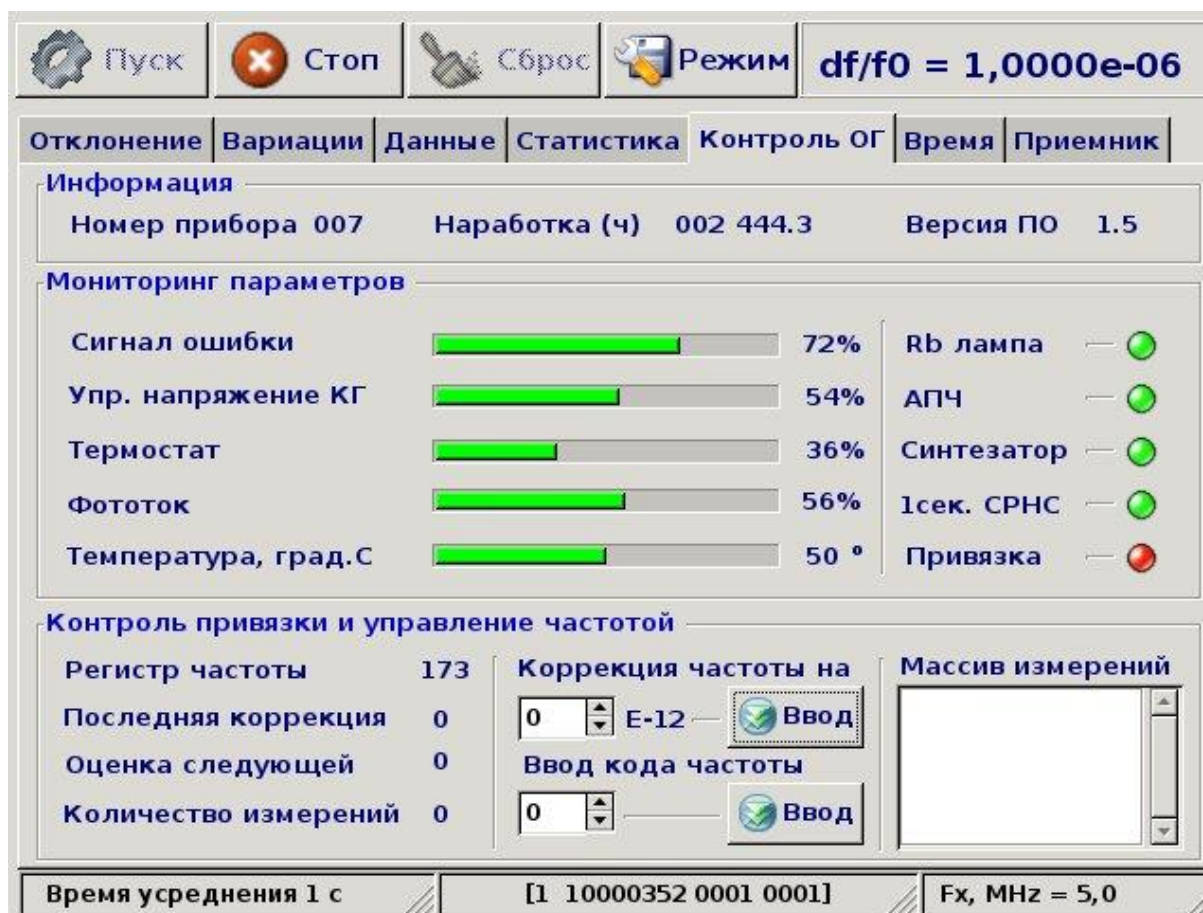 Пуск Стоп Сброс Режим df/f0 = 1,0000e-06
Отклонение Вариации Данные Статистика Контроль ОГ Время Приемник
Информация
Номер прибора 007 Наработка (ч) 002 444.3 Версия ПО 1.5
Мониторинг параметров
Сигнал ошибки 72% Rb лампа
Упр. напряжение КГ 54% АПЧ
Термостат 36% Синтезатор
Фототок 56% 1сек. СРНС
Температура, град.С 50 º Привязка
Контроль привязки и управление частотой
Регистр частоты 173 Коррекция частоты на Массив измерений
Последняя коррекция 0 0 E-12 Ввод
Оценка следующей 0 Ввод кода частоты
Количество измерений 0 0 Ввод
Время усреднения 1 с [1 10000352 0001 0001] Fx, MHz = 5,0